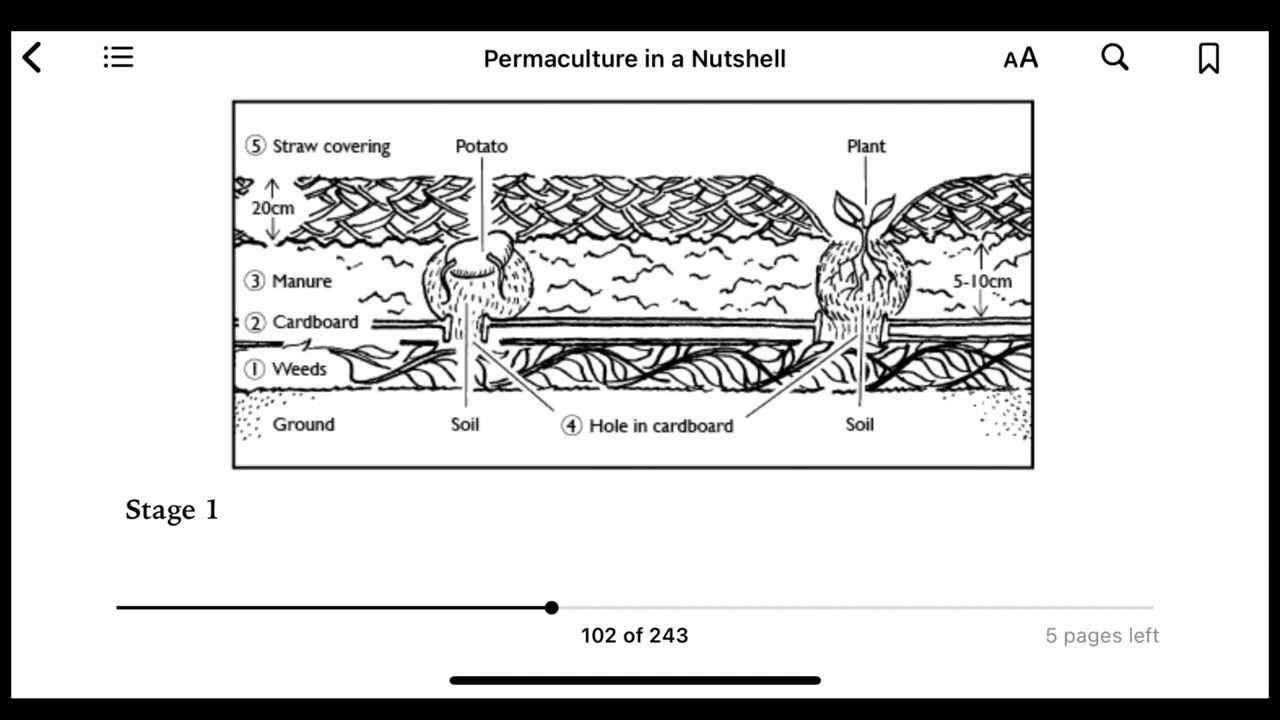 Permaculture in a Nutshell
AA
⑤ Straw covering
Potato
Plant
20cm
③ Manure
5-10cm
② Cardboard
① Weeds
Ground
Soil
④ Hole in cardboard
Soil
Stage 1
102 of 243
5 pages left